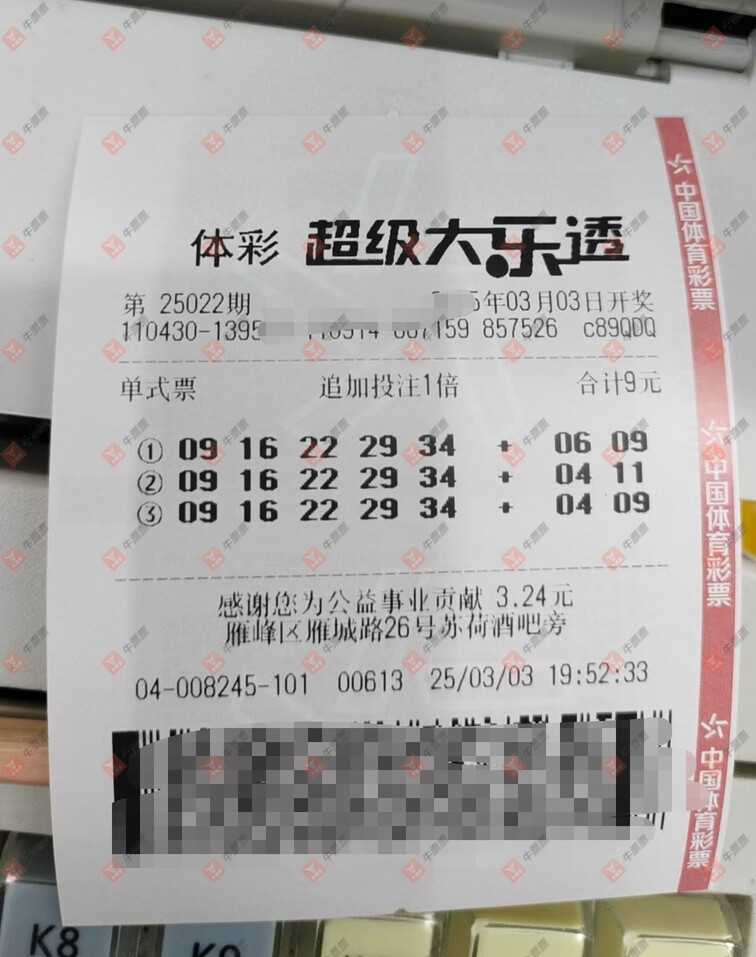 体彩 超级大乐透
第 25022期 5年03月03日开奖
110430-1395 857526 c89QDQ
单式票 追加投注1倍 合计9元
① 09 16 22 29 34 + 06 09
② 09 16 22 29 34 + 04 11
③ 09 16 22 29 34 + 04 09
感谢您为公益事业贡献 3.24元
雁峰区雁城路26号苏荷酒吧旁
04-008245-101 00613 25/03/03 19:52:33
中国体育彩票
中国体育彩票
中国体育彩票
K8
K9
牛票票